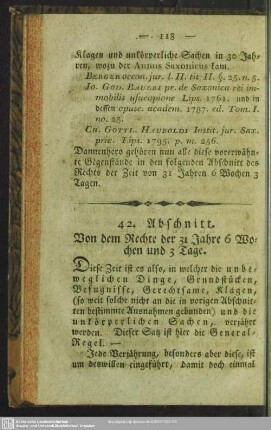 — 118 —
Klagen und unkörperliche Sachen in 30 Jah-
ren, wozu der Annus Saxonicus kam.
BERGER oecon. jur. l. II. tit. II. §. 25. n. 5.
Jo. GOD. BAUERI pr. de Saxonica rei im-
mobilis usucapione Lips. 1761. und in
dessen opusc. academ. 1787. ed. Tom. I.
no. 25.
CH. GOTTL. HAUBOLDS Instit. jur. Sax.
priv. Lips. 1795. p. m. 256.
Dannenhero gehören nun alle diese vorerwähn-
te Gegenstände in den folgenden Abschnitt des
Rechts der Zeit von 31 Jahren 6 Wochen 3
Tagen.
42. Abschnitt.
Von dem Rechte der 31 Jahre 6 Wo-
chen und 3 Tage.
Diese Zeit ist es also, in welcher die unbe-
weglichen Dinge, Grundstücken,
Befugnisse, Gerechtsame, Klagen,
(so weit solche nicht an die in vorigen Abschnit-
ten bestimmte Ausnahmen gebunden) und die
unkörperlichen Sachen, verjährt
werden. Dieser Satz ist hier die General-
Regel. —
Jede Verjährung, besonders aber diese, ist
um deswillen eingeführt, damit doch einmal